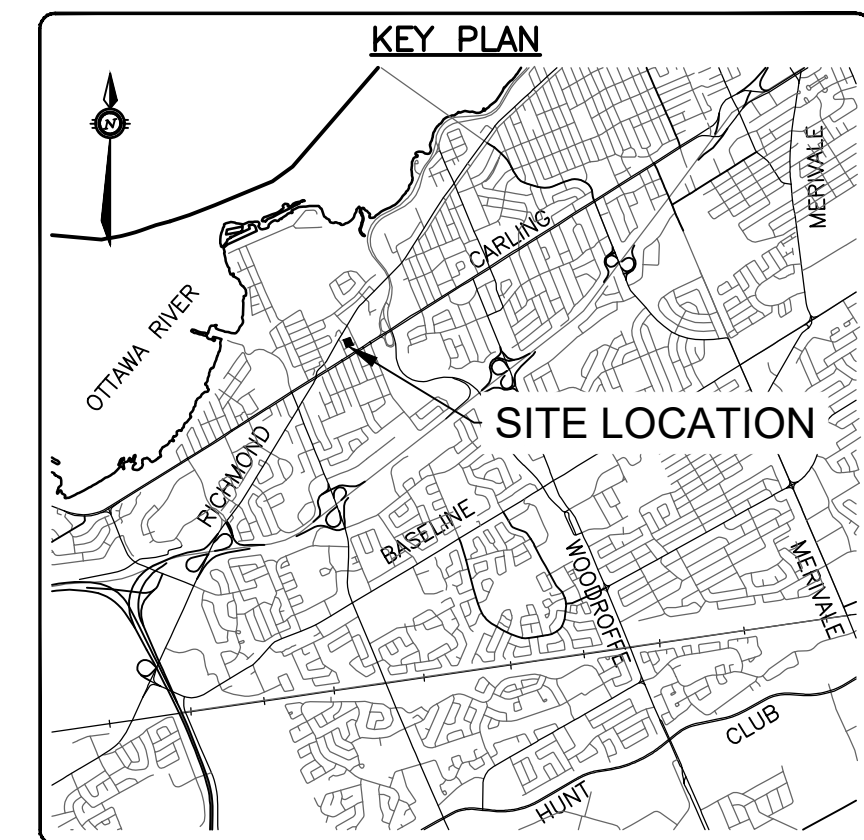 KEY PLAN
N
MERIVALE
CARLING
OTTAWA RIVER
SITE LOCATION
RICHMOND
BASELINE
WOODROFFE
MERIVALE
CLUB
HUNT